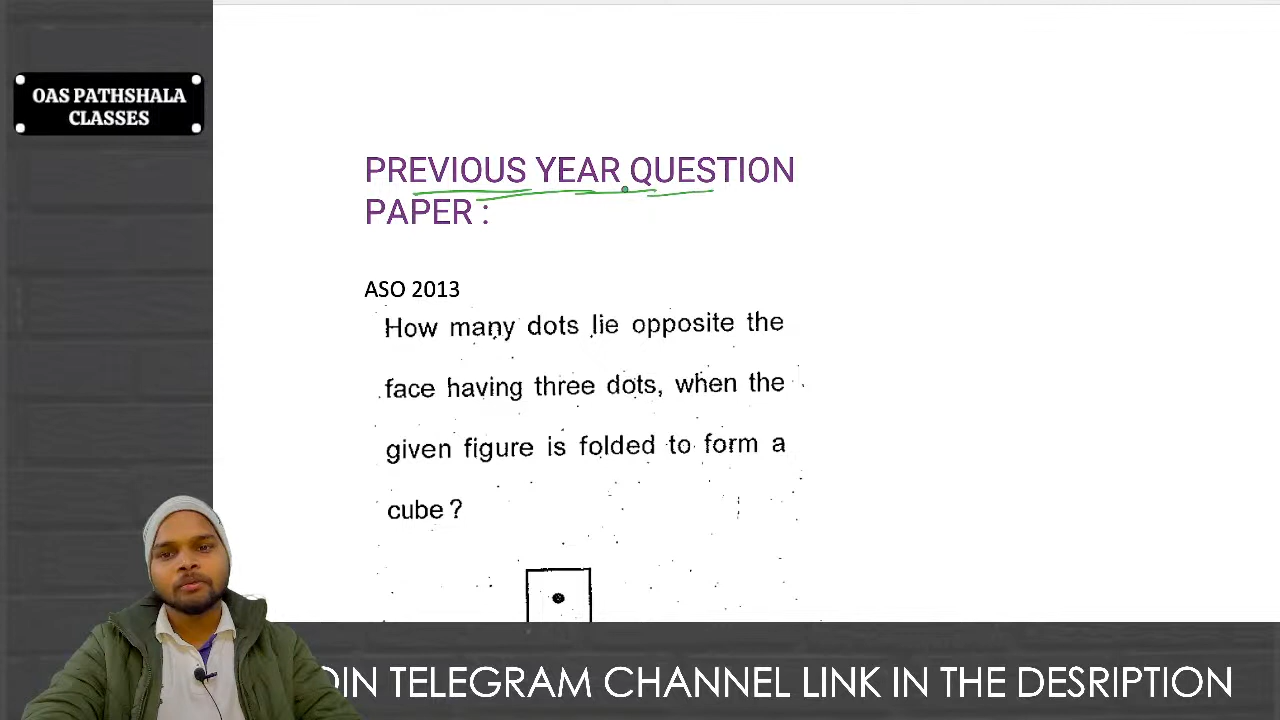 OAS PATHSHALA
CLASSES
PREVIOUS YEAR QUESTION
PAPER :
ASO 2013
How many dots lie opposite the
face having three dots, when the
given figure is folded to form a
cube ?
TELEGRAM CHANNEL LINK IN THE DESRIPTION